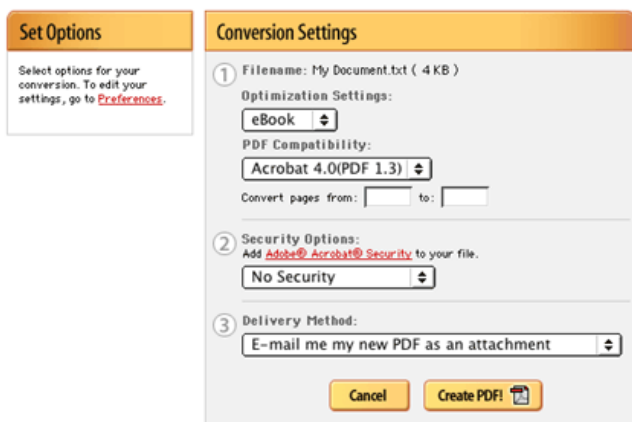 Set Options
Select options for your
conversion. To edit your
settings, go to Preferences.
Conversion Settings
1 Filename: My Document.txt ( 4 KB )
Optimization Settings:
eBook
PDF Compatibility:
Acrobat 4.0(PDF 1.3)
Convert pages from: to:
2 Security Options:
Add Adobe® Acrobat® Security to your file.
No Security
3 Delivery Method:
E-mail me my new PDF as an attachment
Cancel Create PDF!